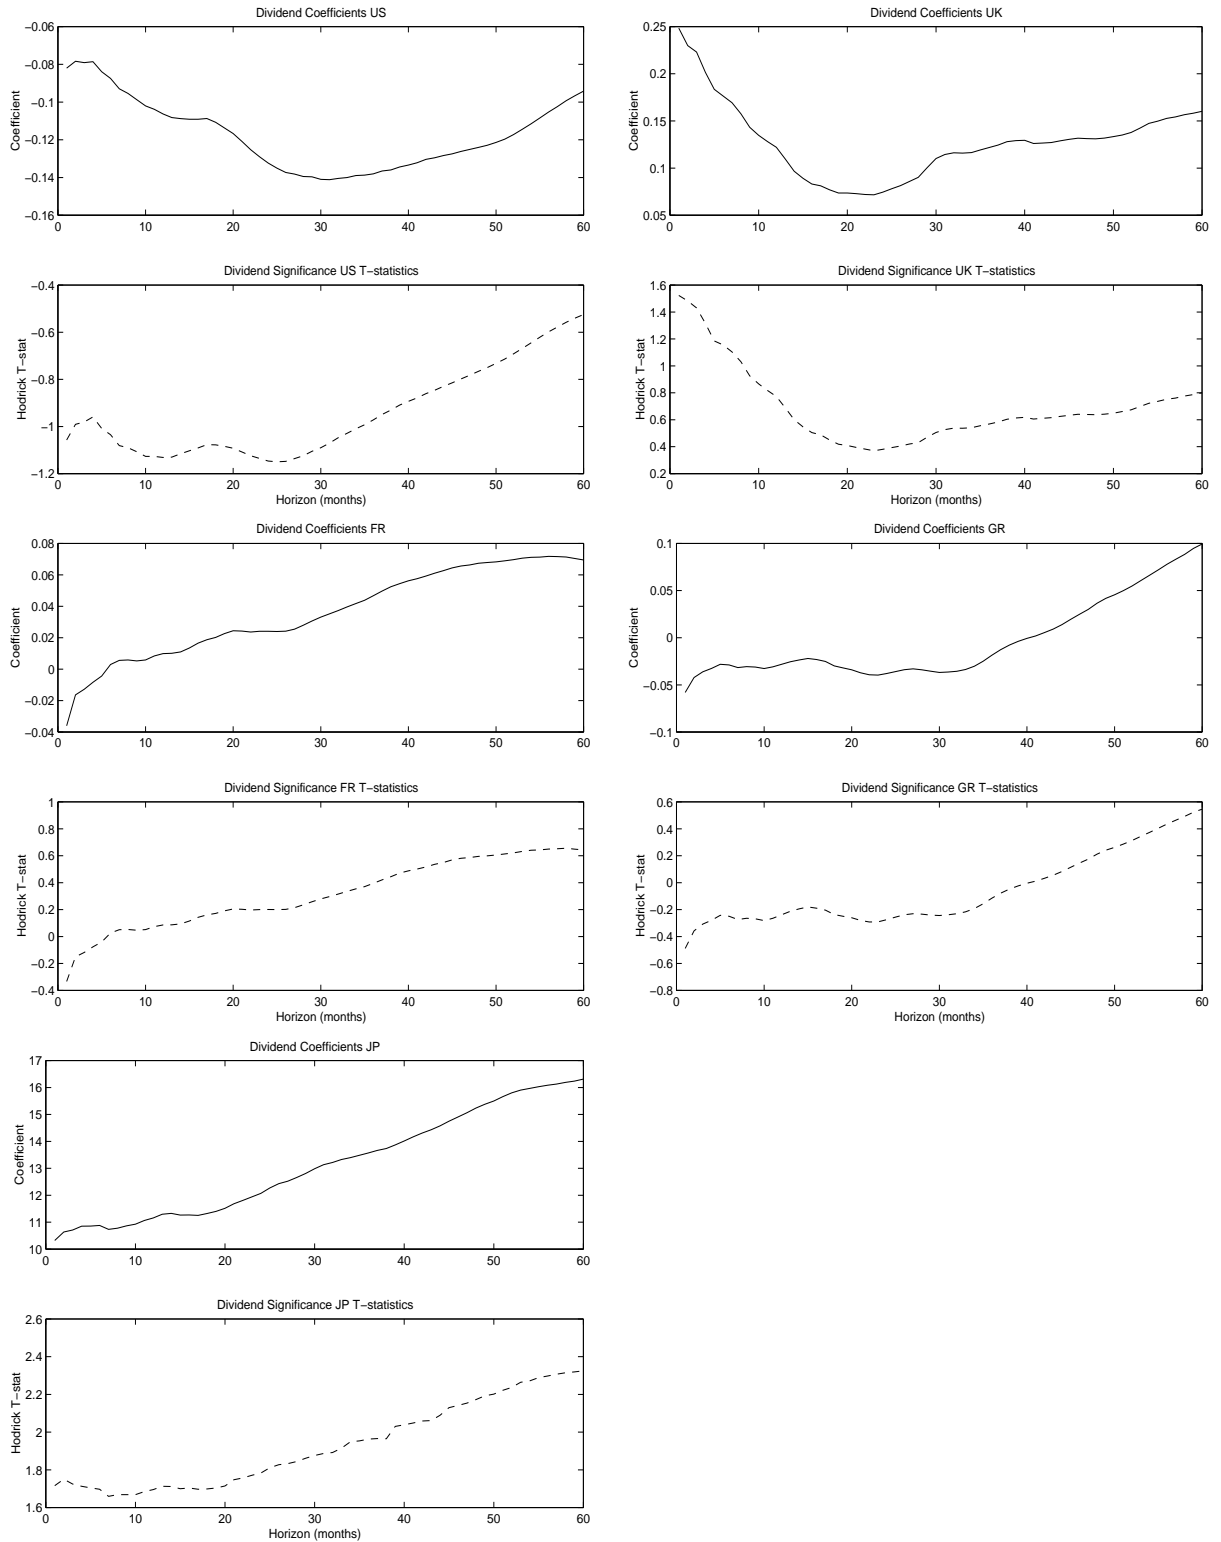 Dividend Coefficients US
−0.06
−0.08
−0.1
−0.12
−0.14
−0.16
Coefficient
0 10 20 30 40 50 60
Dividend Coefficients UK
0.25
0.2
0.15
0.1
0.05
Coefficient
0 10 20 30 40 50 60
Dividend Significance US T−statistics
−0.4
−0.6
−0.8
−1
−1.2
Hodrick T−stat
0 10 20 30 40 50 60
Horizon (months)
Dividend Significance UK T−statistics
1.6
1.4
1.2
1
0.8
0.6
0.4
0.2
Hodrick T−stat
0 10 20 30 40 50 60
Horizon (months)
Dividend Coefficients FR
0.08
0.06
0.04
0.02
0
−0.02
−0.04
Coefficient
0 10 20 30 40 50 60
Dividend Coefficients GR
0.1
0.05
0
−0.05
−0.1
Coefficient
0 10 20 30 40 50 60
Dividend Significance FR T−statistics
1
0.8
0.6
0.4
0.2
0
−0.2
−0.4
Hodrick T−stat
0 10 20 30 40 50 60
Horizon (months)
Dividend Significance GR T−statistics
0.6
0.4
0.2
0
−0.2
−0.4
−0.6
−0.8
Hodrick T−stat
0 10 20 30 40 50 60
Horizon (months)
Dividend Coefficients JP
17
16
15
14
13
12
11
10
Coefficient
0 10 20 30 40 50 60
Dividend Significance JP T−statistics
2.6
2.4
2.2
2
1.8
1.6
Hodrick T−stat
0 10 20 30 40 50 60
Horizon (months)